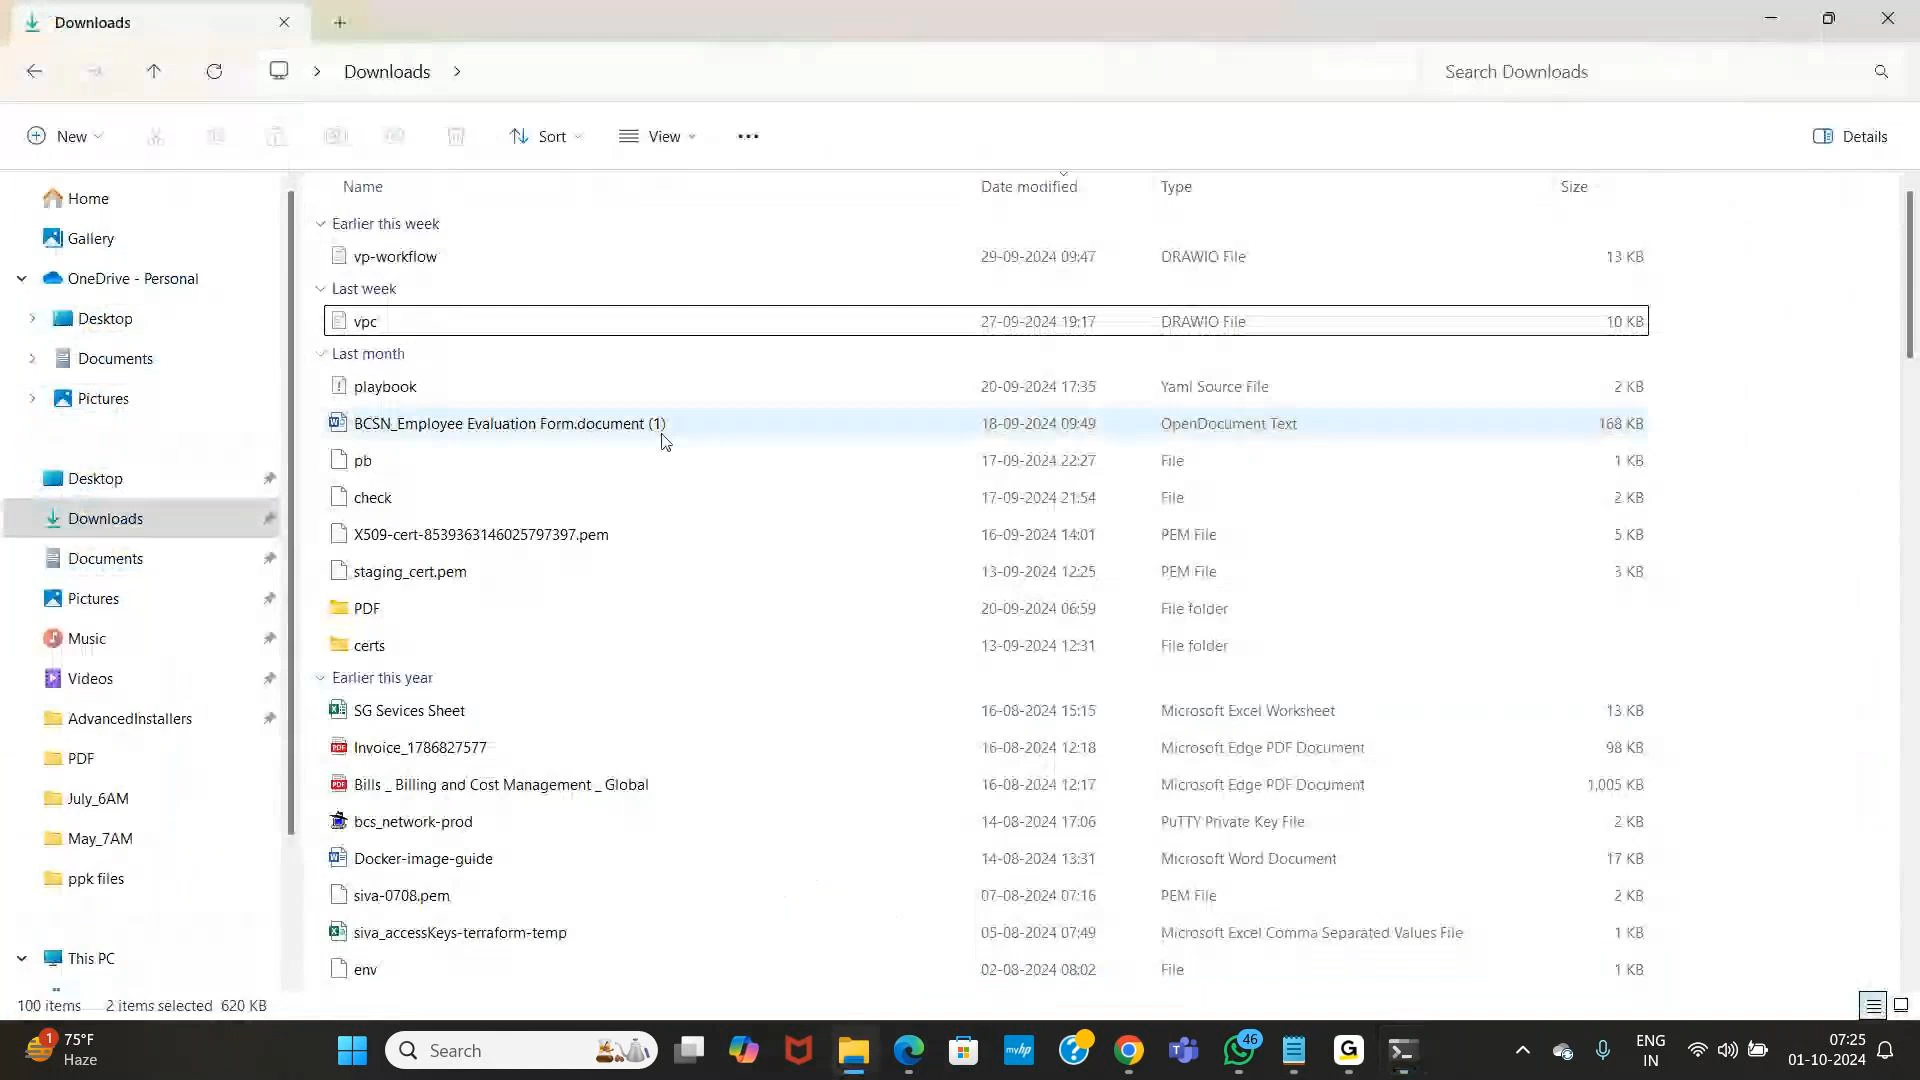 Downloads
Downloads
Search Downloads
New
Sort
View
Details
Name Date modified Type Size
Home
Gallery
OneDrive - Personal
Desktop
Documents
Pictures
Desktop
Downloads
Documents
Pictures
Music
Videos
AdvancedInstallers
PDF
July_6AM
May_7AM
ppk files
This PC
Earlier this week
vp-workflow 29-09-2024 09:47 DRAWIO File 13 KB
Last week
vpc 27-09-2024 19:17 DRAWIO File 10 KB
Last month
playbook 20-09-2024 17:35 Yaml Source File 2 KB
BCSN_Employee Evaluation Form.document (1) 18-09-2024 09:49 OpenDocument Text 168 KB
pb 17-09-2024 22:27 File 1 KB
check 17-09-2024 21:54 File 2 KB
X509-cert-8539363146025797397.pem 16-09-2024 14:01 PEM File 5 KB
staging_cert.pem 13-09-2024 12:25 PEM File 3 KB
PDF 20-09-2024 06:59 File folder
certs 13-09-2024 12:31 File folder
Earlier this year
SG Sevices Sheet 16-08-2024 15:15 Microsoft Excel Worksheet 13 KB
Invoice_1786827577 16-08-2024 12:18 Microsoft Edge PDF Document 98 KB
Bills _ Billing and Cost Management _ Global 16-08-2024 12:17 Microsoft Edge PDF Document 1,005 KB
bcs_network-prod 14-08-2024 17:06 PuTTY Private Key File 2 KB
Docker-image-guide 14-08-2024 13:31 Microsoft Word Document 17 KB
siva-0708.pem 07-08-2024 07:16 PEM File 2 KB
siva_accessKeys-terraform-temp 05-08-2024 07:49 Microsoft Excel Comma Separated Values File 1 KB
env 02-08-2024 08:02 File 1 KB
100 items 2 items selected 620 KB
1
75°F
Haze
Search
myhp
46
ENG
IN
07:25
01-10-2024